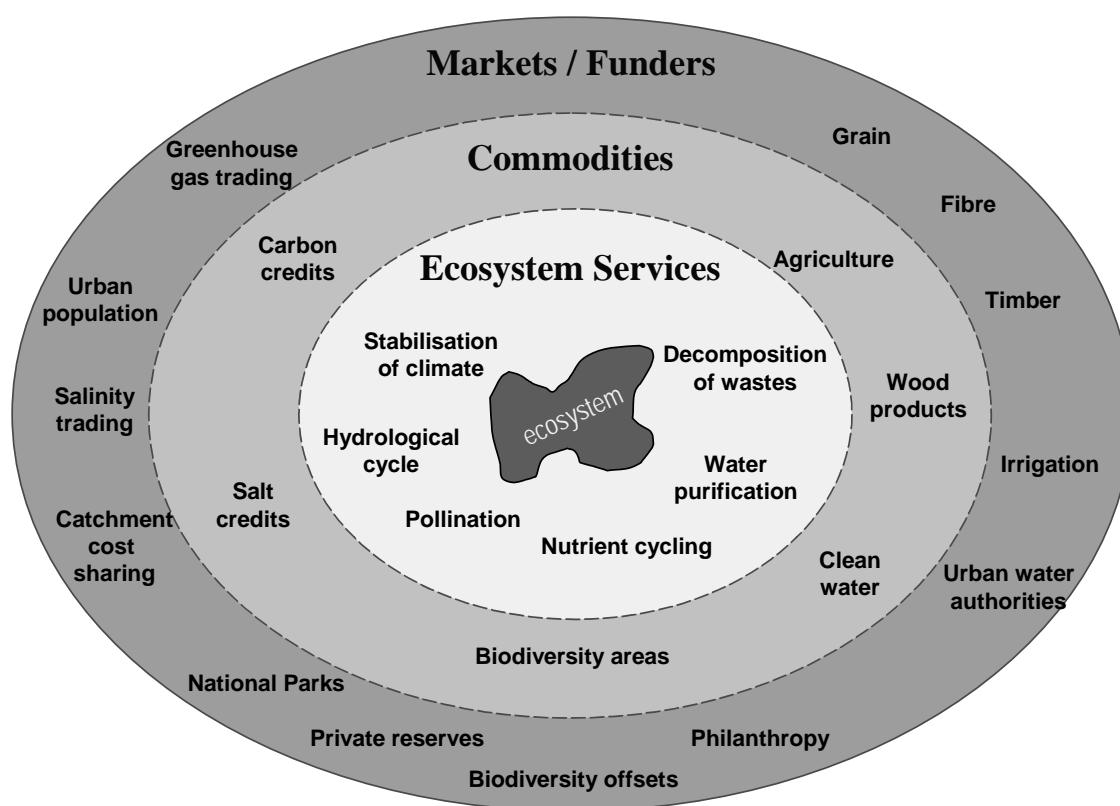 Markets / Funders
Greenhouse
gas trading
Grain
Fibre
Timber
Irrigation
Urban water
authorities
Philanthropy
Biodiversity offsets
Private reserves
National Parks
Catchment
cost
sharing
Salinity
trading
Urban
population
Commodities
Carbon
credits
Agriculture
Wood
products
Clean
water
Biodiversity areas
Salt
credits
Ecosystem Services
Stabilisation
of climate
Decomposition
of wastes
Hydrological
cycle
Water
purification
Pollination
Nutrient cycling
ecosystem